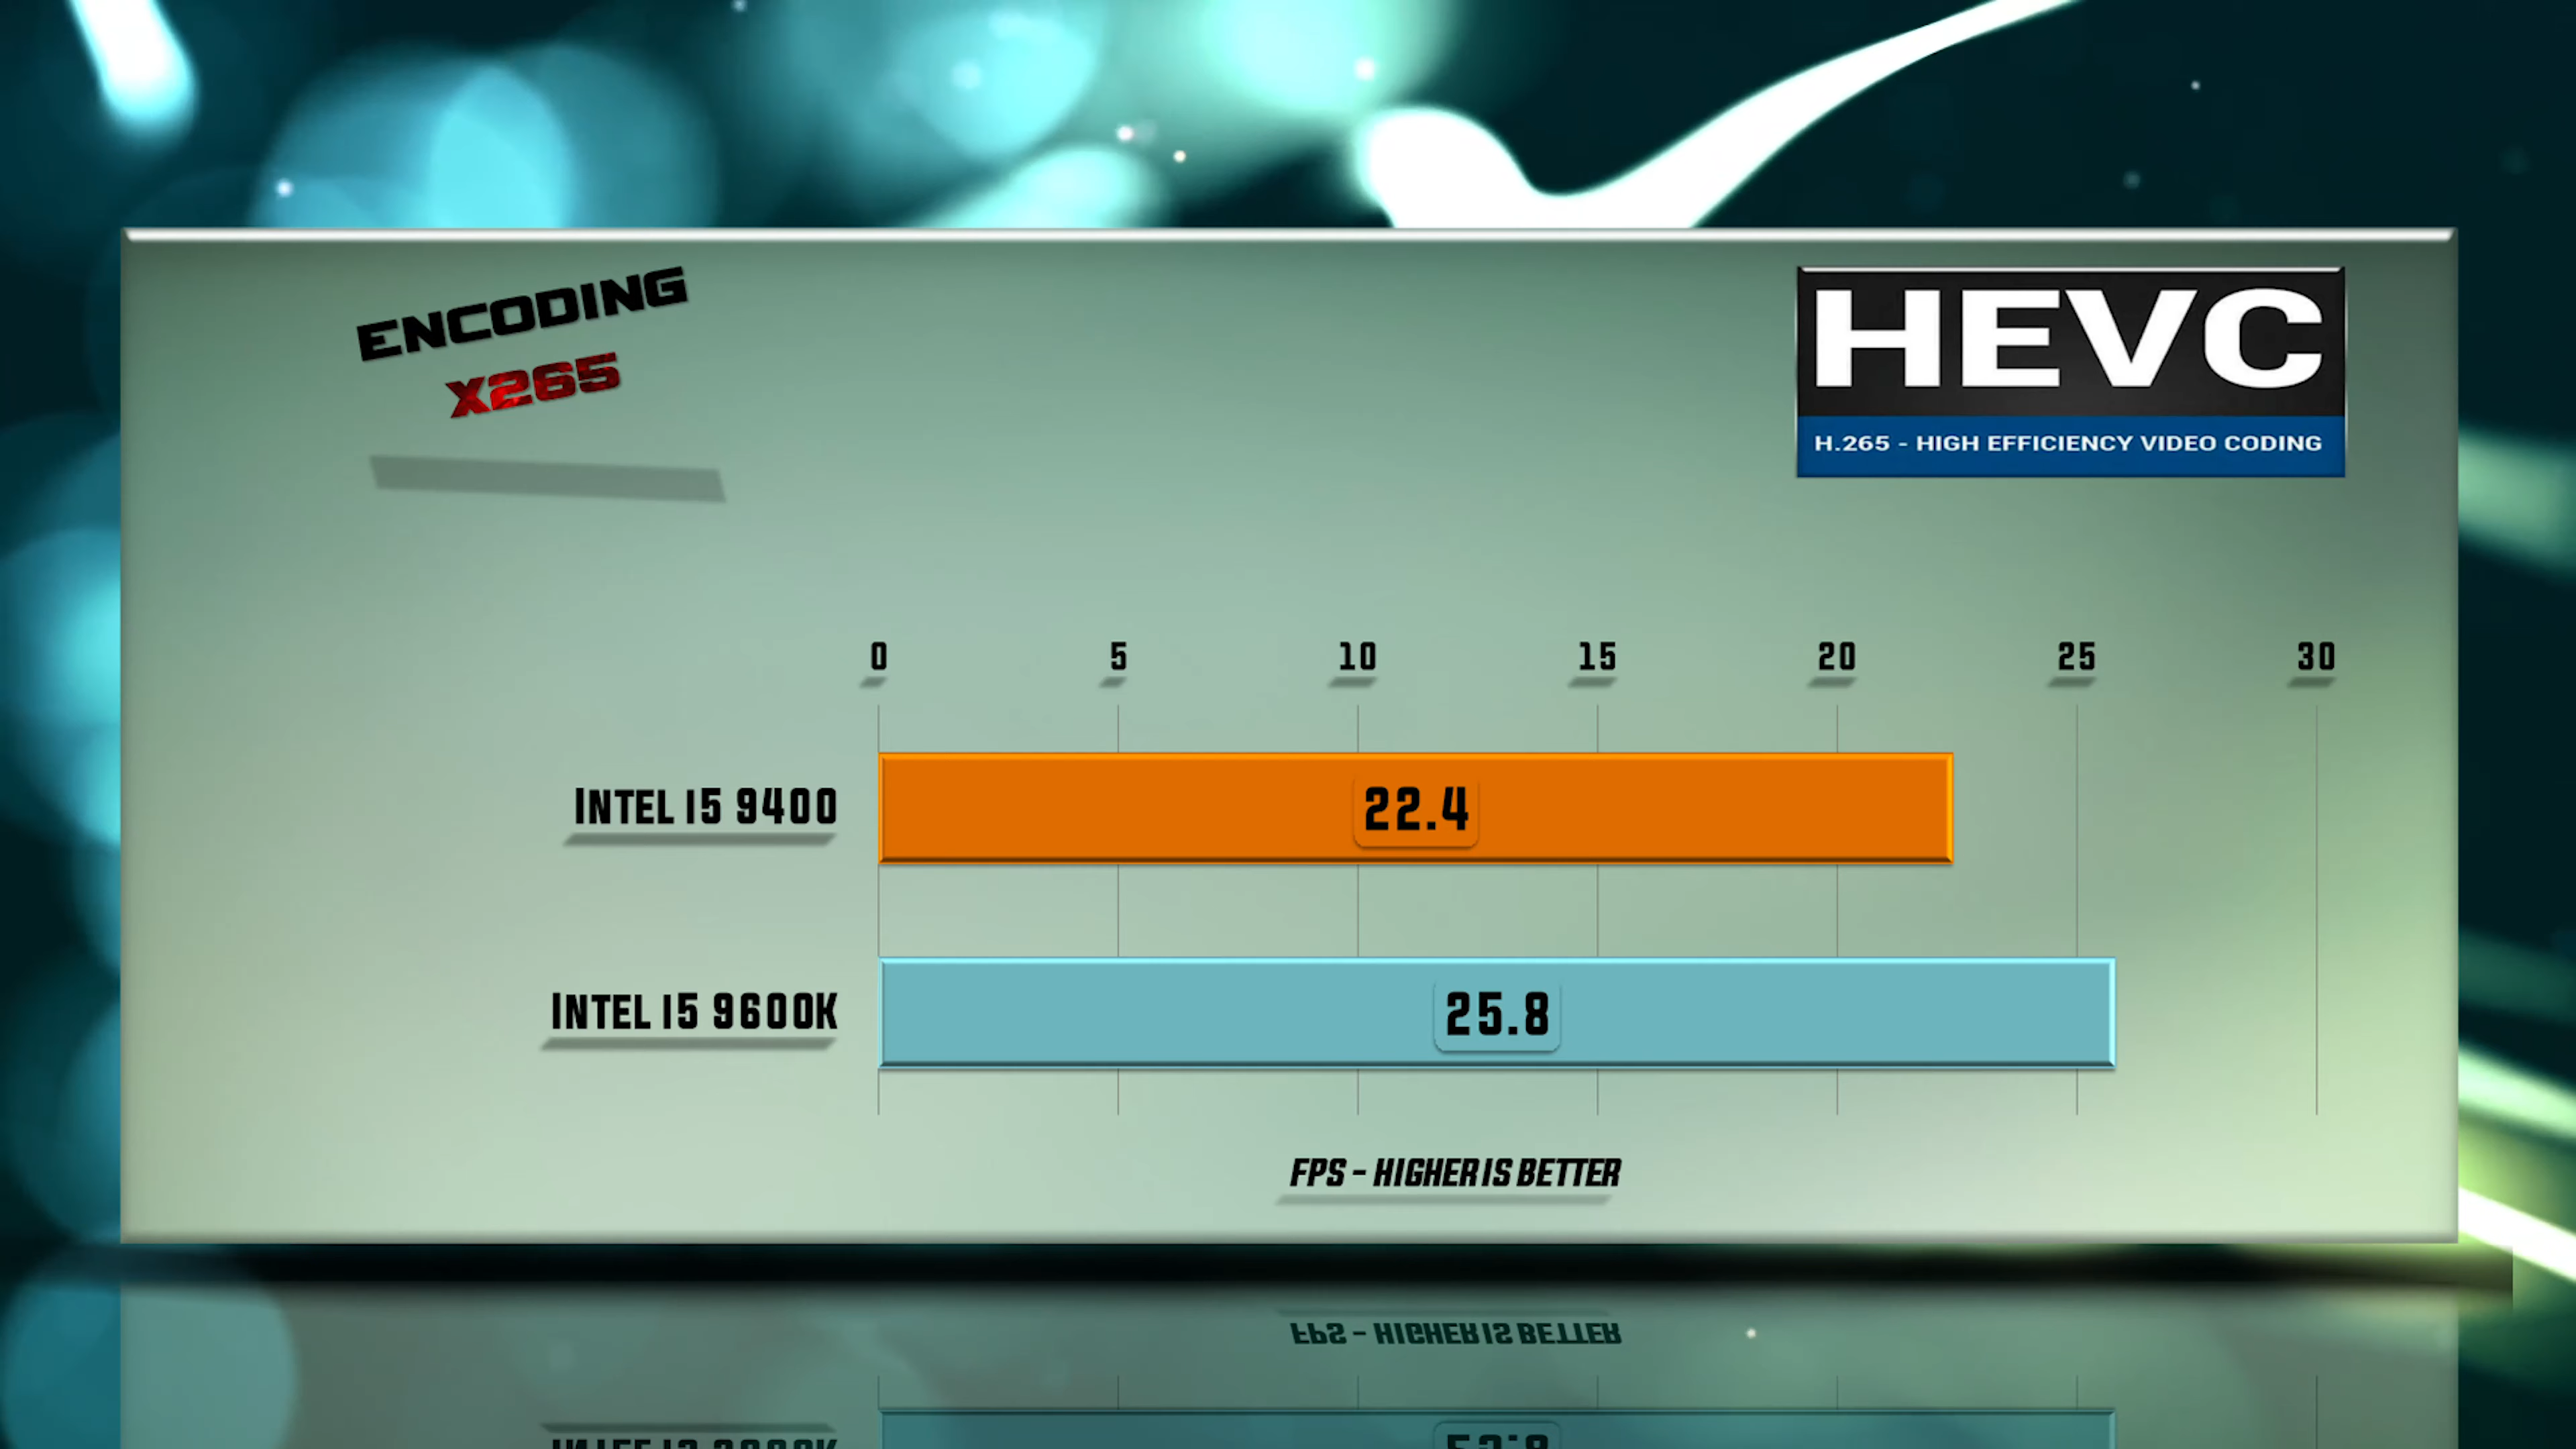 ENCODING
X265
HEVC
H.265 - HIGH EFFICIENCY VIDEO CODING
0 5 10 15 20 25 30
INTEL I5 9400 22.4
INTEL I5 9600K 25.8
FPS - HIGHER IS BETTER